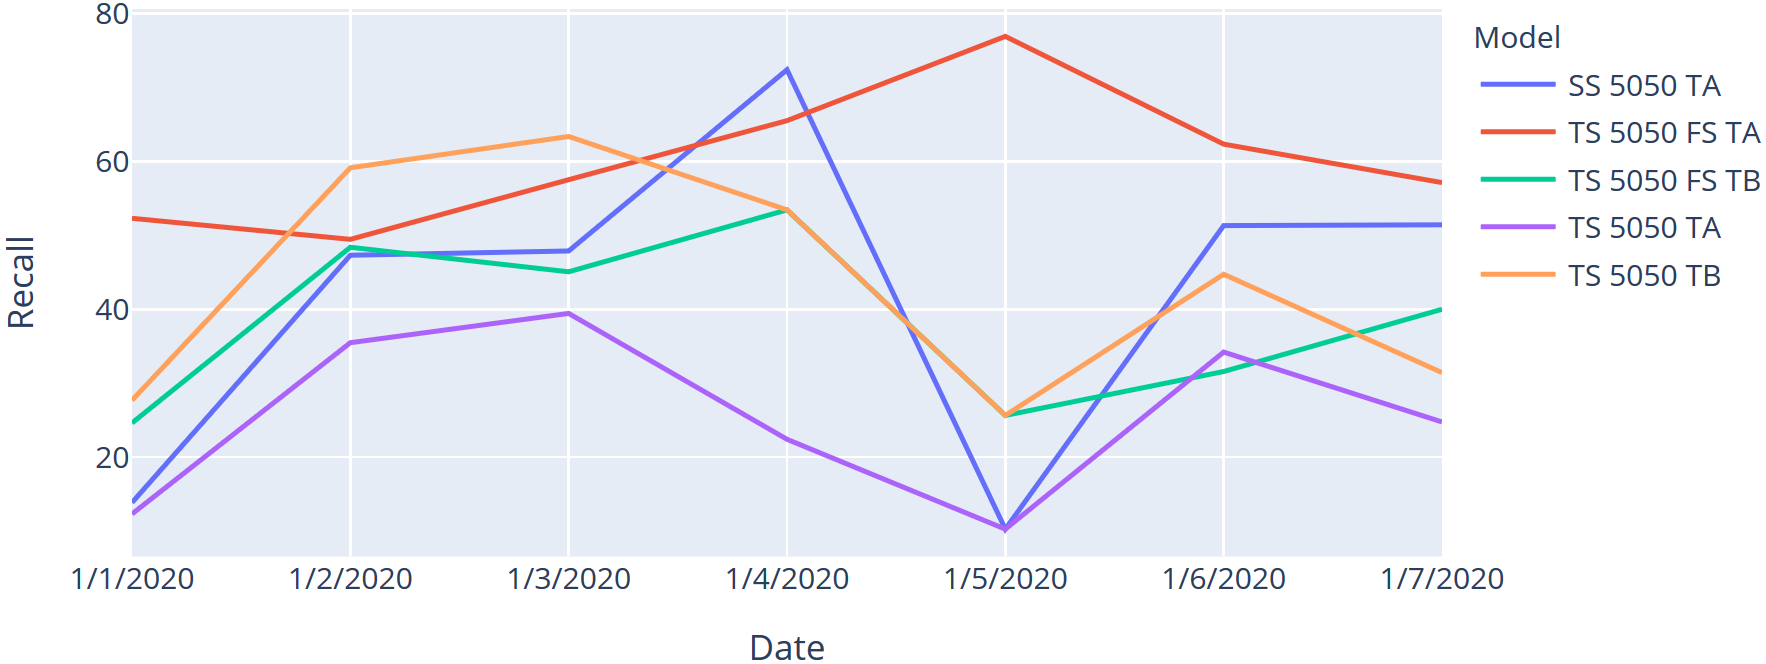 80
60
40
20
Recall
1/1/2020 1/2/2020 1/3/2020 1/4/2020 1/5/2020 1/6/2020 1/7/2020
Date
Model
SS 5050 TA
TS 5050 FS TA
TS 5050 FS TB
TS 5050 TA
TS 5050 TB